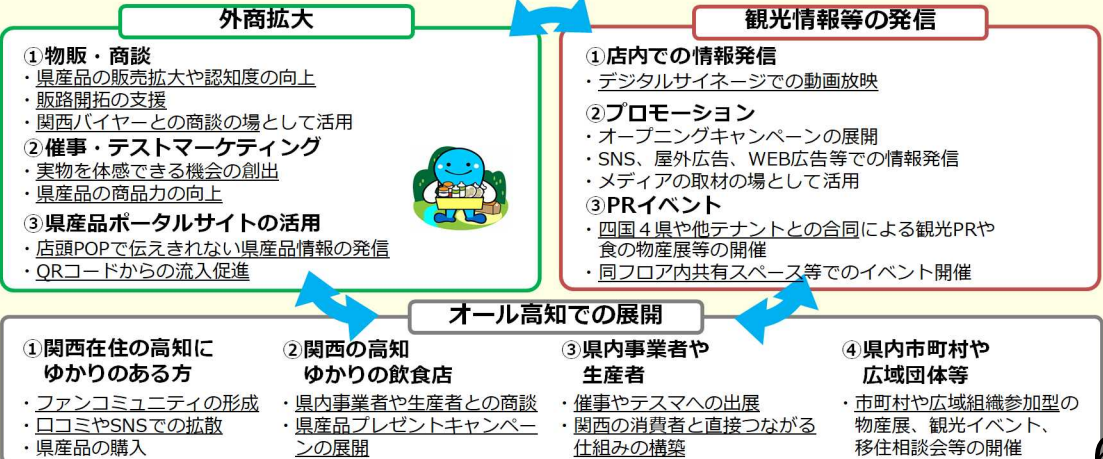 外商拡大
①物販・商談
・県産品の販売拡大や認知度の向上
・販路開拓の支援
・関西バイヤーとの商談の場として活用
②催事・テストマーケティング
・実物を体感できる機会の創出
・県産品の商品力の向上
③県産品ポータルサイトの活用
・店頭POPで伝えきれない県産品情報の発信
・QRコードからの流入促進
観光情報等の発信
①店内での情報発信
・デジタルサイネージでの動画放映
②プロモーション
・オープニングキャンペーンの展開
・SNS、屋外広告、WEB広告等での情報発信
・メディアの取材の場として活用
③PRイベント
・四国４県や他テナントとの合同による観光PRや
食の物産展等の開催
・同フロア内共有スペース等でのイベント開催
オール高知での展開
①関西在住の高知に
ゆかりのある方
・ファンコミュニティの形成
・口コミやSNSでの拡散
・県産品の購入
②関西の高知
ゆかりの飲食店
・県内事業者や生産者との商談
・県産品プレゼントキャンペー
ンの展開
③県内事業者や
生産者
・催事やテスマへの出展
・関西の消費者と直接つながる
仕組みの構築
④県内市町村や
広域団体等
・市町村や広域組織参加型の
物産展、観光イベント、
移住相談会等の開催